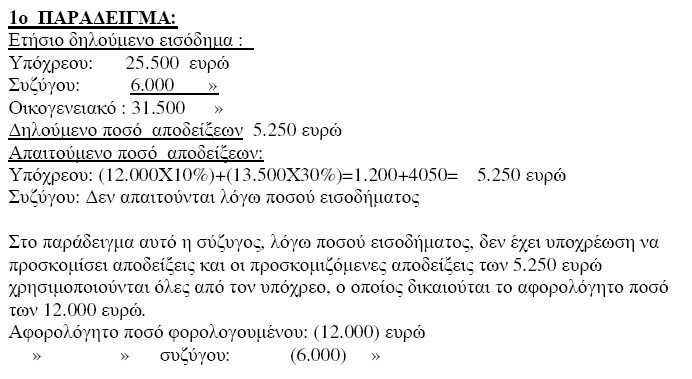 1ο ΠΑΡΑΔΕΙΓΜΑ:
Ετήσιο δηλούμενο εισόδημα :
Υπόχρεου: 25.500 ευρώ
Συζύγου: 6.000 »
Οικογενειακό : 31.500 »
Δηλούμενο ποσό αποδείξεων 5.250 ευρώ
Απαιτούμενο ποσό αποδείξεων:
Υπόχρεου: (12.000Χ10%)+(13.500Χ30%)=1.200+4050= 5.250 ευρώ
Συζύγου: Δεν απαιτούνται λόγω ποσού εισοδήματος
Στο παράδειγμα αυτό η σύζυγος, λόγω ποσού εισοδήματος, δεν έχει υποχρέωση να
προσκομίσει αποδείξεις και οι προσκομιζόμενες αποδείξεις των 5.250 ευρώ
χρησιμοποιούνται όλες από τον υπόχρεο, ο οποίος δικαιούται το αφορολόγητο ποσό
των 12.000 ευρώ.
Αφορολόγητο ποσό φορολογουμένου: (12.000) ευρώ
» » συζύγου: (6.000) »